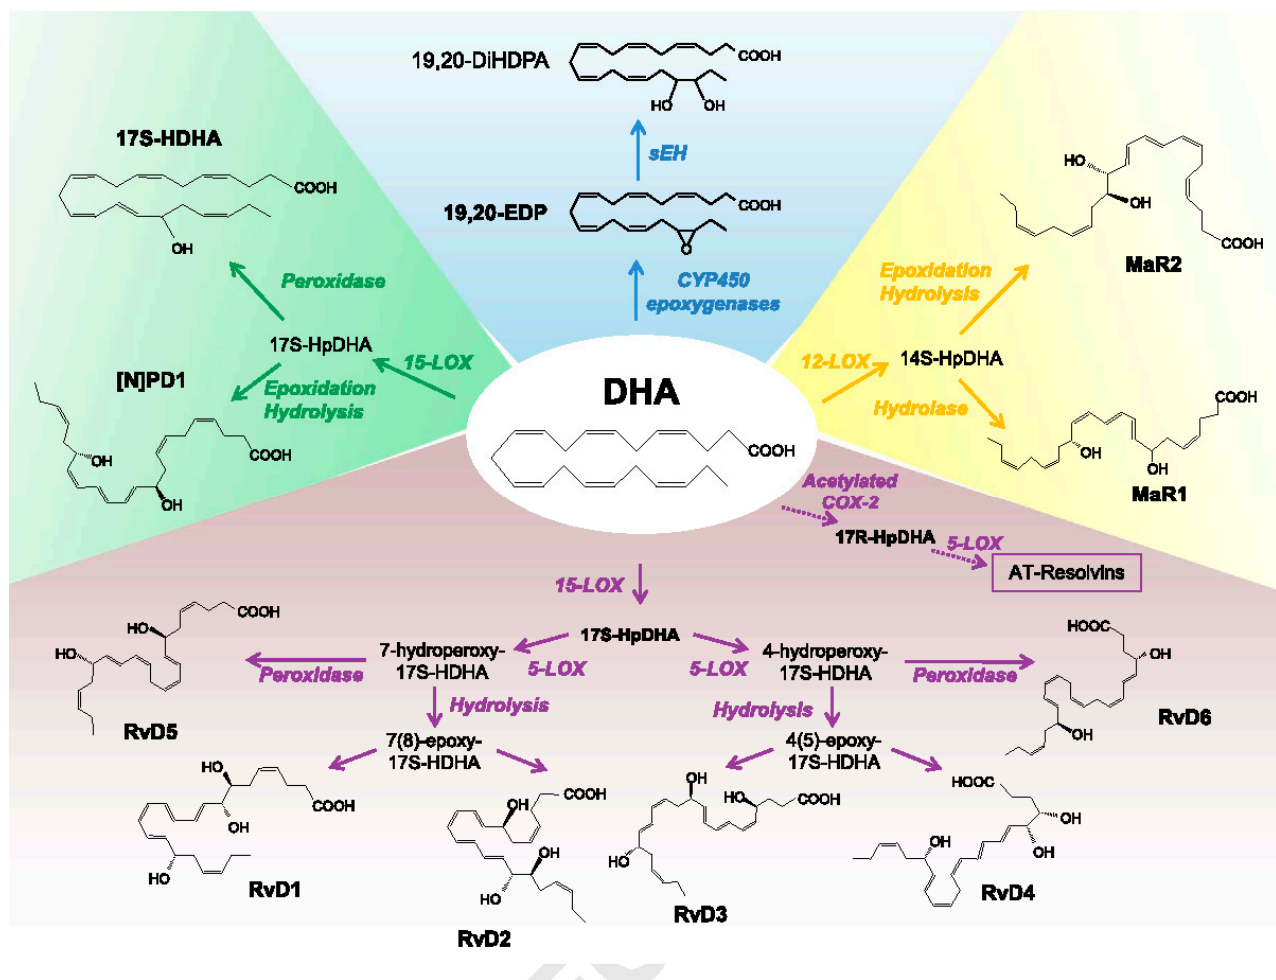 19,20-DiHDPA
COOH
HO
OH
sEH
19,20-EDP
COOH
O
CYP450
epoxygenases
17S-HDHA
COOH
OH
Peroxidase
17S-HpDHA
15-LOX
[N]PD1
Epoxidation
Hydrolysis
OH
COOH
OH
HO
OH
COOH
MaR2
Epoxidation
Hydrolysis
12-LOX
14S-HpDHA
Hydrolase
COOH
OH
OH
MaR1
DHA
COOH
Acetylated
COX-2
17R-HpDHA
5-LOX
AT-Resolvins
15-LOX
17S-HpDHA
7-hydroperoxy-
17S-HDHA
5-LOX
5-LOX
4-hydroperoxy-
17S-HDHA
Peroxidase
COOH
HO
HO
RvD5
Peroxidase
HOOC
OH
OH
RvD6
Hydrolysis
Hydrolysis
7(8)-epoxy-
17S-HDHA
4(5)-epoxy-
17S-HDHA
HO
COOH
OH
HO
RvD1
COOH
OH
OH
HO
RvD2
OH
HO
COOH
HO
RvD3
HOOC
OH
OH
OH
RvD4